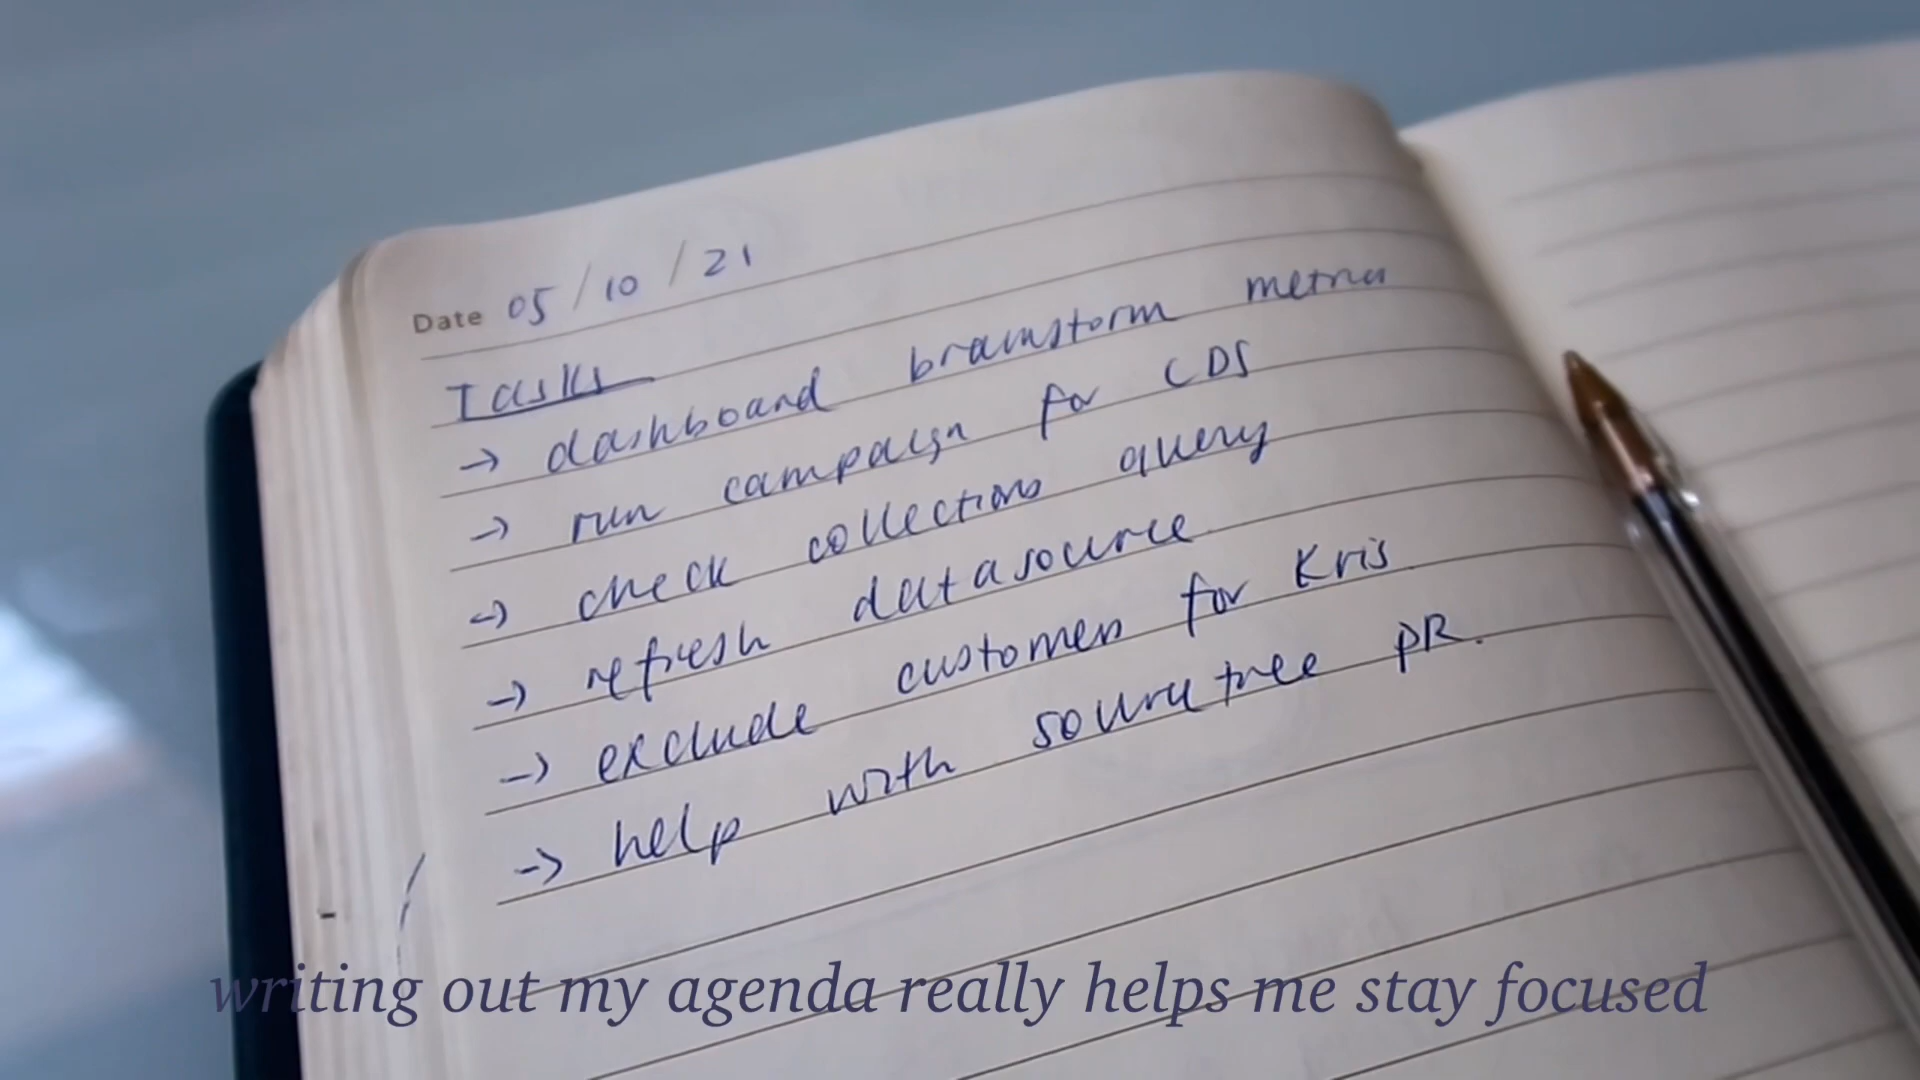 Date 05/10/21
Tasks
→ dashboard brainstorm metrics
→ run campaign for CDS
→ check collections query
→ refresh datasource
→ exclude customers for Kris
→ help with sourcetree PR.
writing out my agenda really helps me stay focused